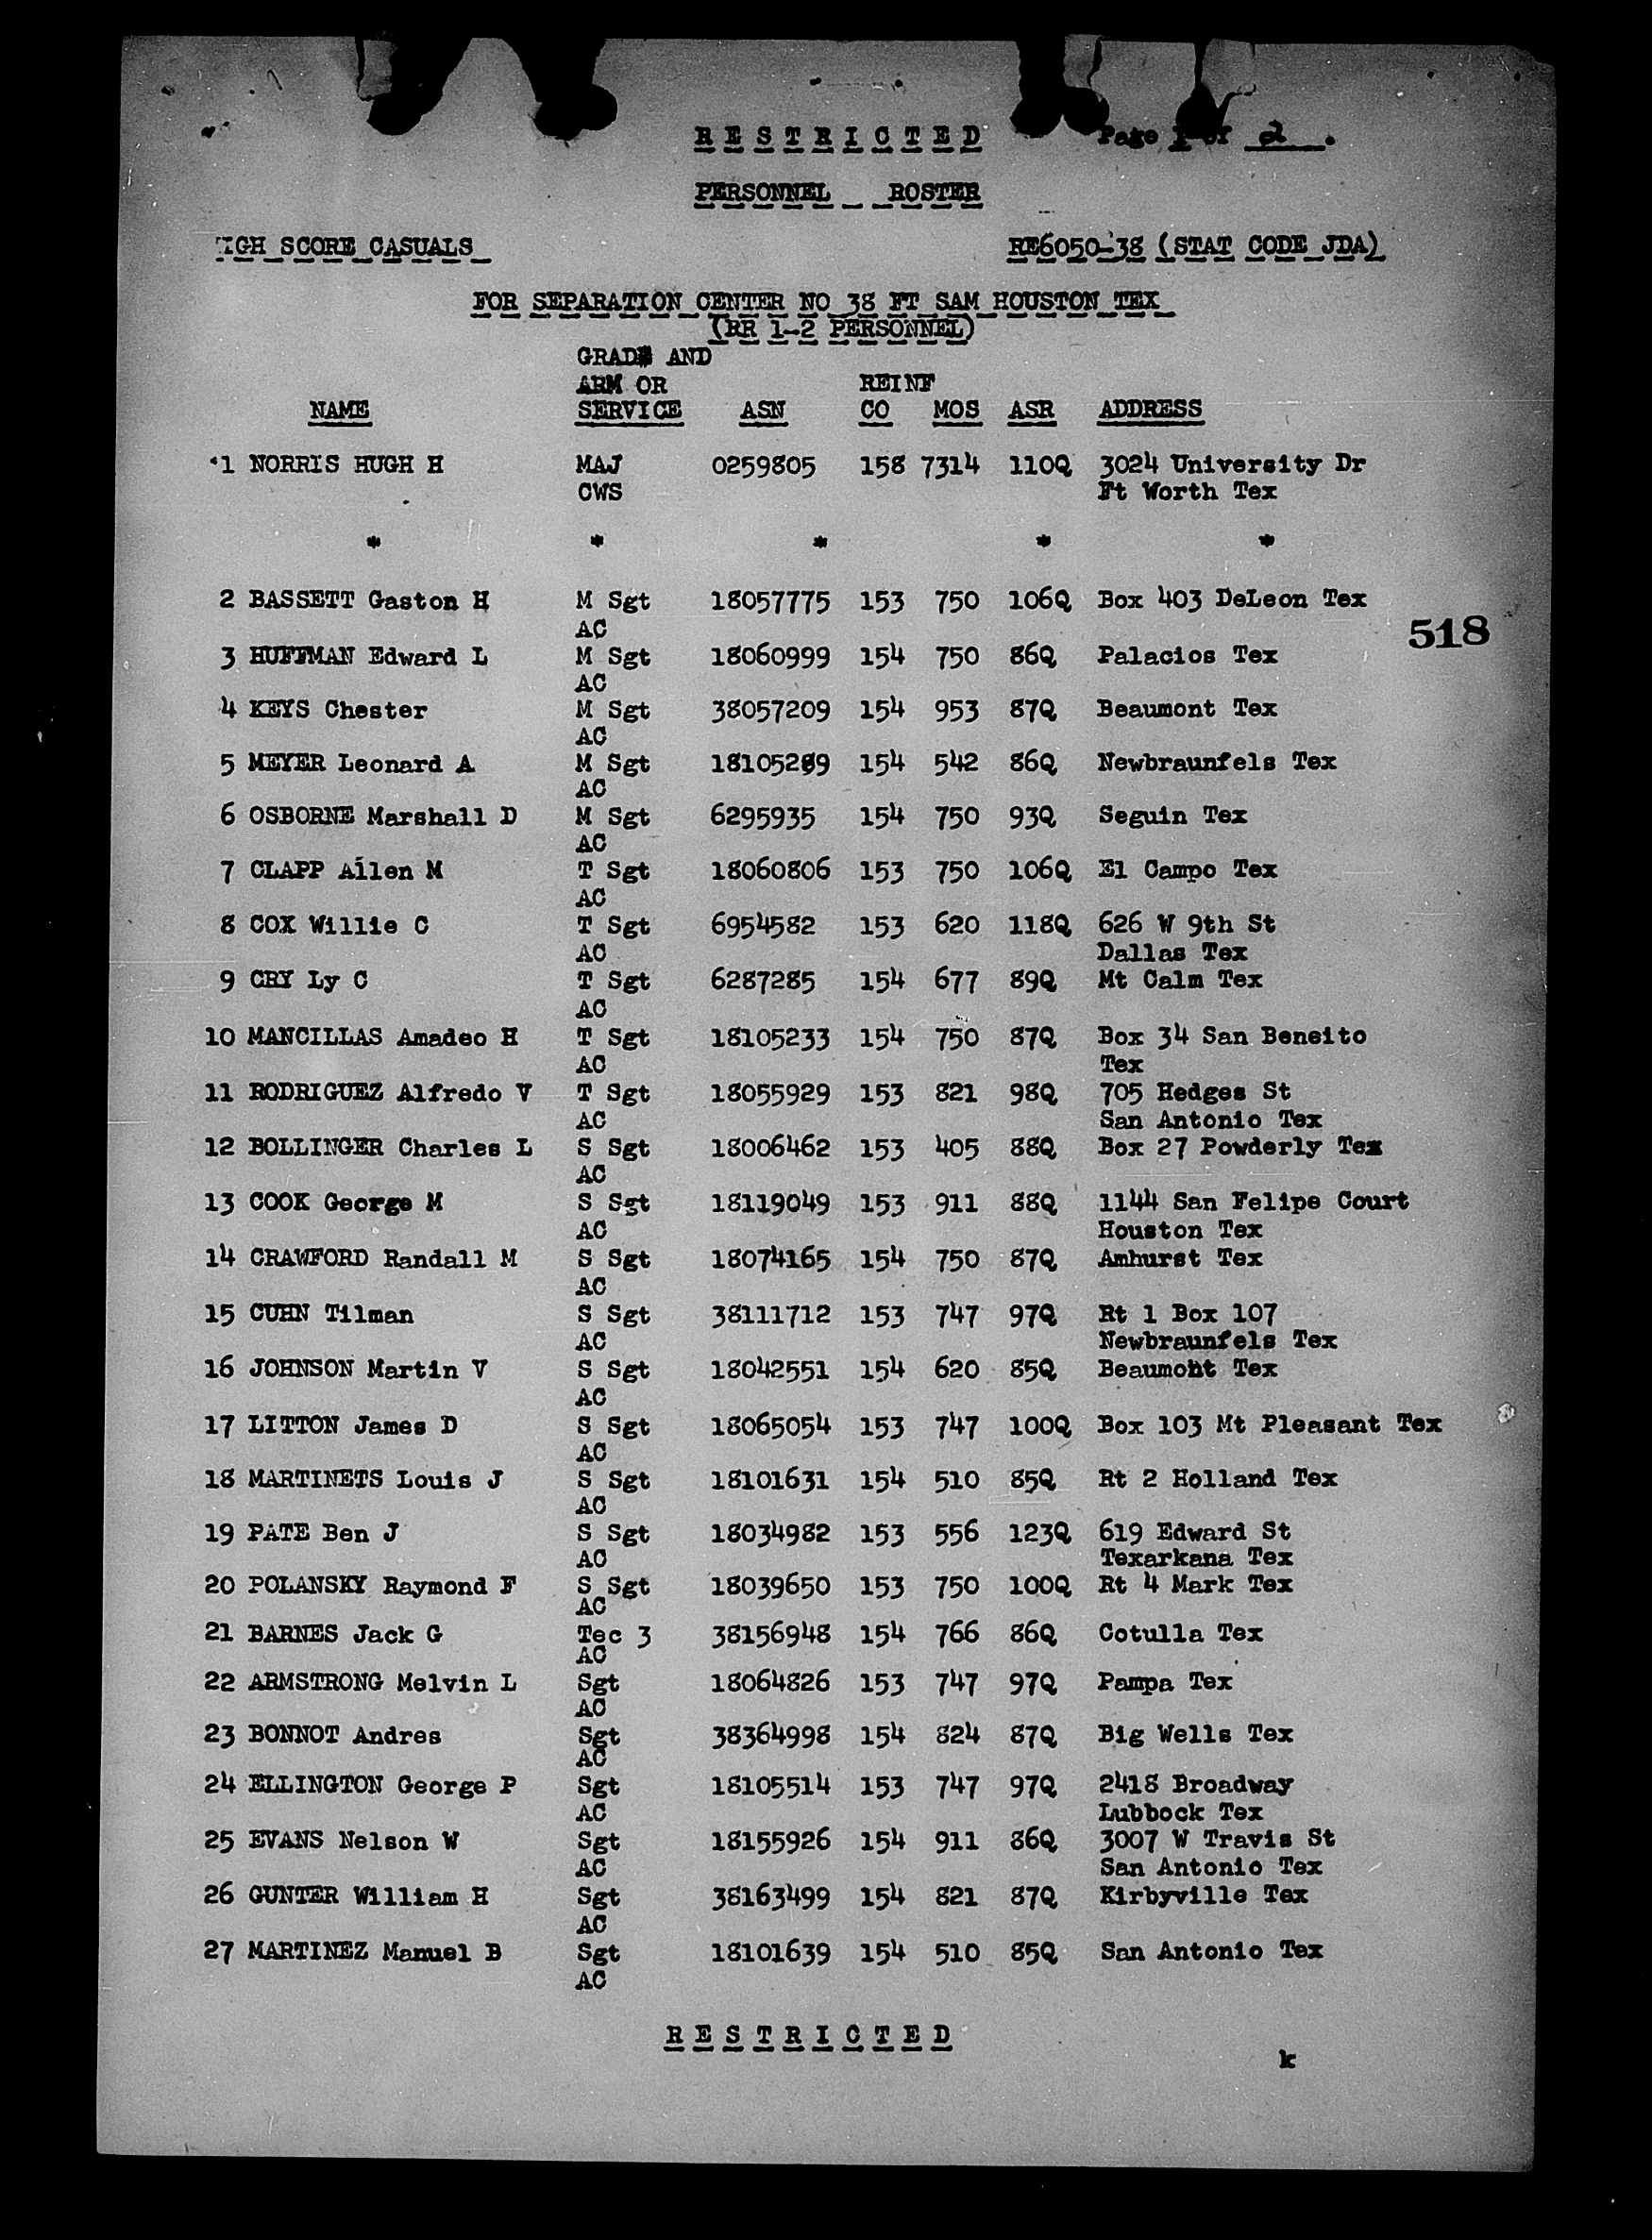 RESTRICTED Page 1 of 2.
PERSONNEL ROSTER
IGH SCORE CASUALS RE6050-38 (STAT CODE JDA)
FOR SEPARATION CENTER NO 38 FT SAM HOUSTON TEX
(RR 1-2 PERSONNEL)
GRADE AND
ARM OR REINF
NAME SERVICE ASN CO MOS ASR ADDRESS
1 NORRIS HUGH H MAJ 0259805 158 7314 110Q 3024 University Dr
CWS Ft Worth Tex
* * * * *
2 BASSETT Gaston H M Sgt 18057775 153 750 106Q Box 403 DeLeon Tex
AC
518
3 HUFFMAN Edward L M Sgt 18060999 154 750 86Q Palacios Tex
AC
4 KEYS Chester M Sgt 38057209 154 953 87Q Beaumont Tex
AC
5 MEYER Leonard A M Sgt 18105289 154 542 86Q Newbraunfels Tex
AC
6 OSBORNE Marshall D M Sgt 6295935 154 750 93Q Seguin Tex
AC
7 CLAPP Allen M T Sgt 18060806 153 750 106Q El Campo Tex
AC
8 COX Willie C T Sgt 6954582 153 620 118Q 626 W 9th St
AC Dallas Tex
9 CRY Ly C T Sgt 6287285 154 677 89Q Mt Calm Tex
AC
10 MANCILLAS Amadeo H T Sgt 18105233 154 750 87Q Box 34 San Beneito
AC Tex
11 RODRIGUEZ Alfredo V T Sgt 18055929 153 821 98Q 705 Hedges St
AC San Antonio Tex
12 BOLLINGER Charles L S Sgt 18006462 153 405 88Q Box 27 Powderly Tex
AC
13 COOK George M S Sgt 18119049 153 911 88Q 1144 San Felipe Court
AC Houston Tex
14 CRAWFORD Randall M S Sgt 18074165 154 750 87Q Amhurst Tex
AC
15 CUHN Tilman S Sgt 38111712 153 747 97Q Rt 1 Box 107
AC Newbraunfels Tex
16 JOHNSON Martin V S Sgt 18042551 154 620 85Q Beaumont Tex
AC
17 LITTON James D S Sgt 18065054 153 747 100Q Box 103 Mt Pleasant Tex
AC
18 MARTINETS Louis J S Sgt 18101631 154 510 85Q Rt 2 Holland Tex
AC
19 PATE Ben J S Sgt 18034982 153 556 123Q 619 Edward St
AC Texarkana Tex
20 POLANSKY Raymond F S Sgt 18039650 153 750 100Q Rt 4 Mark Tex
AC
21 BARNES Jack G Tec 3 38156948 154 766 86Q Cotulla Tex
AC
22 ARMSTRONG Melvin L Sgt 18064826 153 747 97Q Pampa Tex
AC
23 BONNOT Andres Sgt 38364998 154 824 87Q Big Wells Tex
AC
24 ELLINGTON George P Sgt 18105514 153 747 97Q 2418 Broadway
AC Lubbock Tex
25 EVANS Nelson W Sgt 18155926 154 911 86Q 3007 W Travis St
AC San Antonio Tex
26 GUNTER William H Sgt 38163499 154 821 87Q Kirbyville Tex
AC
27 MARTINEZ Manuel B Sgt 18101639 154 510 85Q San Antonio Tex
AC
RESTRICTED
k